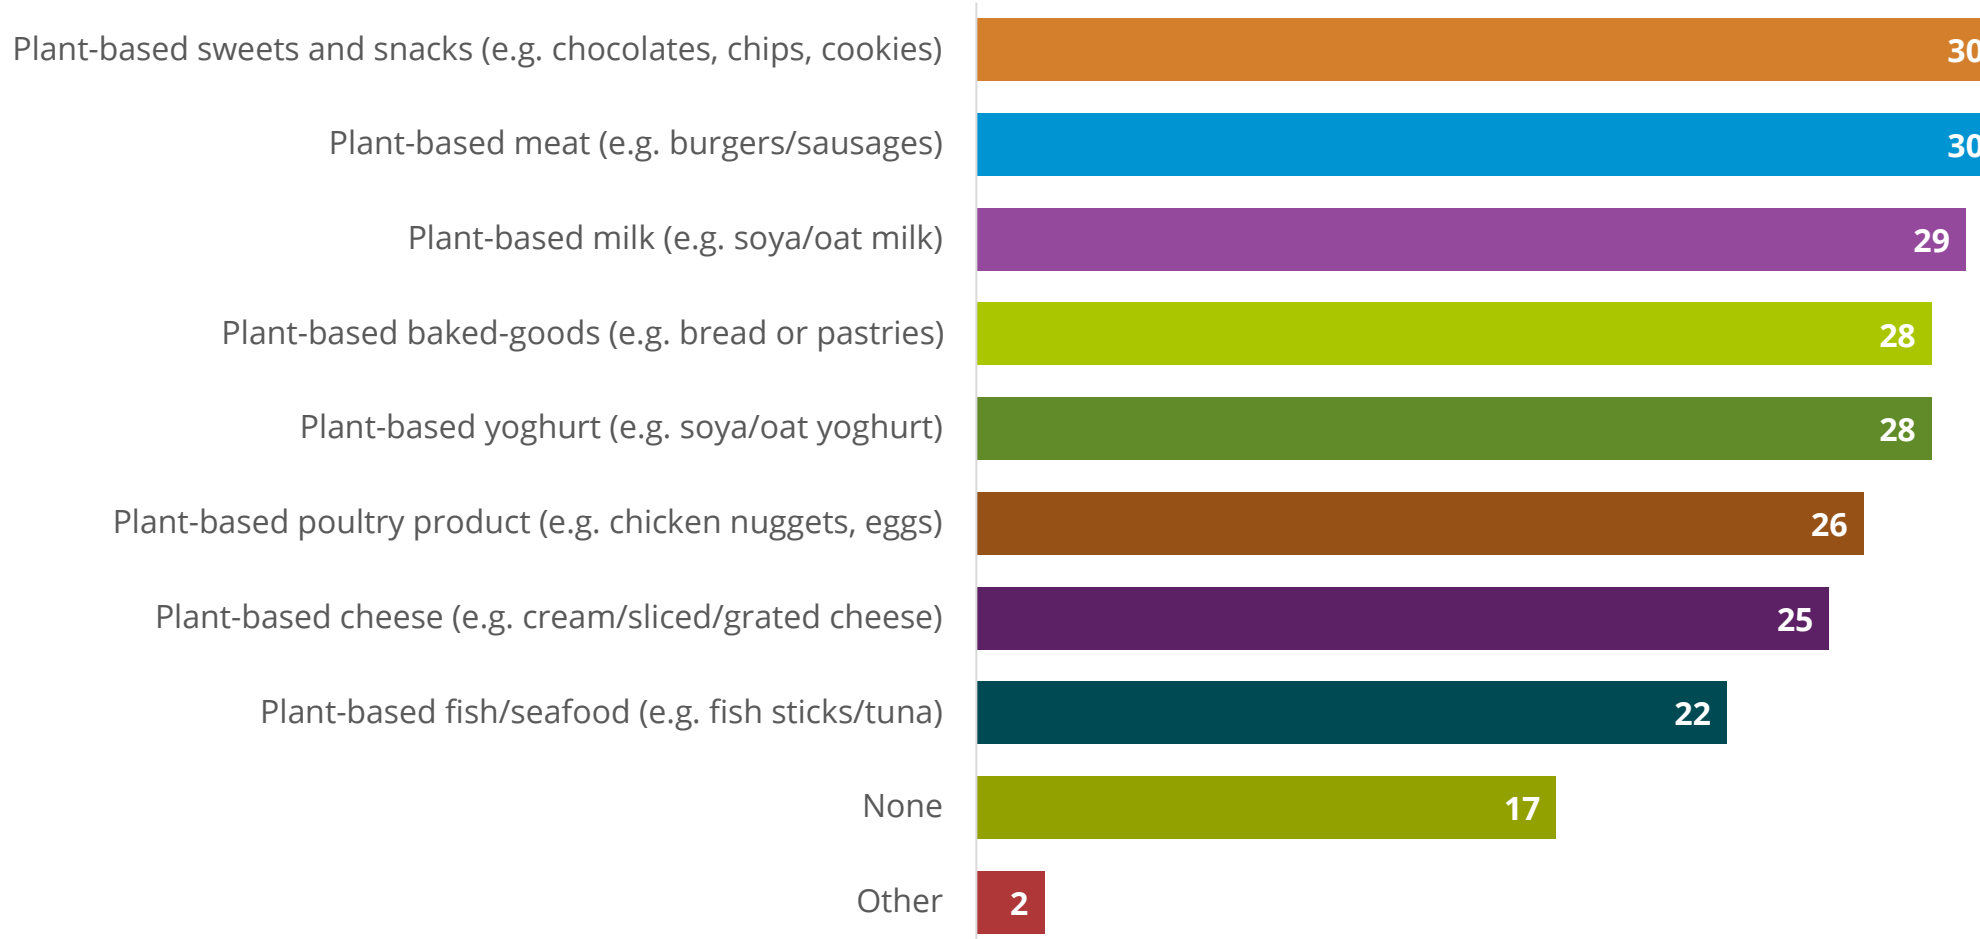 Plant-based sweets and snacks (e.g. chocolates, chips, cookies) 30
Plant-based meat (e.g. burgers/sausages) 30
Plant-based milk (e.g. soya/oat milk) 29
Plant-based baked-goods (e.g. bread or pastries) 28
Plant-based yoghurt (e.g. soya/oat yoghurt) 28
Plant-based poultry product (e.g. chicken nuggets, eggs) 26
Plant-based cheese (e.g. cream/sliced/grated cheese) 25
Plant-based fish/seafood (e.g. fish sticks/tuna) 22
None 17
Other 2